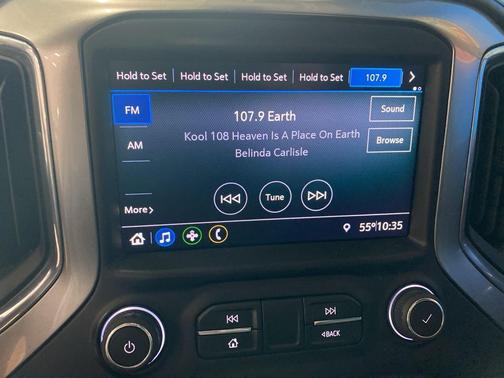 Hold to Set Hold to Set Hold to Set Hold to Set 107.9
FM
107.9 Earth
Sound
Kool 108 Heaven Is A Place On Earth
Browse
AM
Belinda Carlisle
Tune
More
55° 10:35
BACK